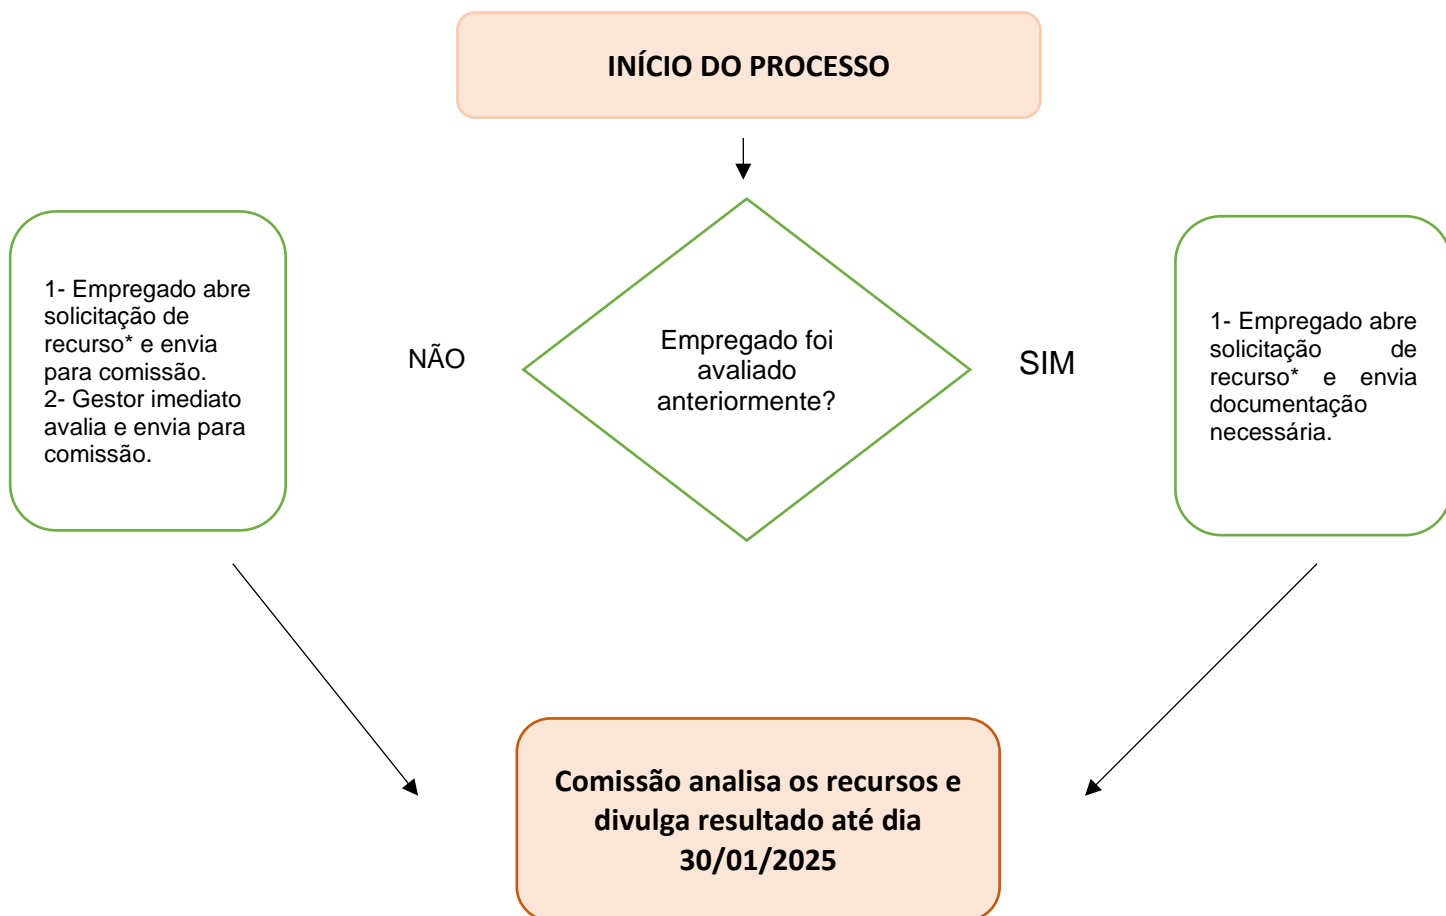 INÍCIO DO PROCESSO
1- Empregado abre
solicitação de
recurso* e envia
para comissão.
2- Gestor imediato
avalia e envia para
comissão.
NÃO
Empregado foi
avaliado
anteriormente?
SIM
1- Empregado abre
solicitação de
recurso* e envia
documentação
necessária.
Comissão analisa os recursos e
divulga resultado até dia
30/01/2025